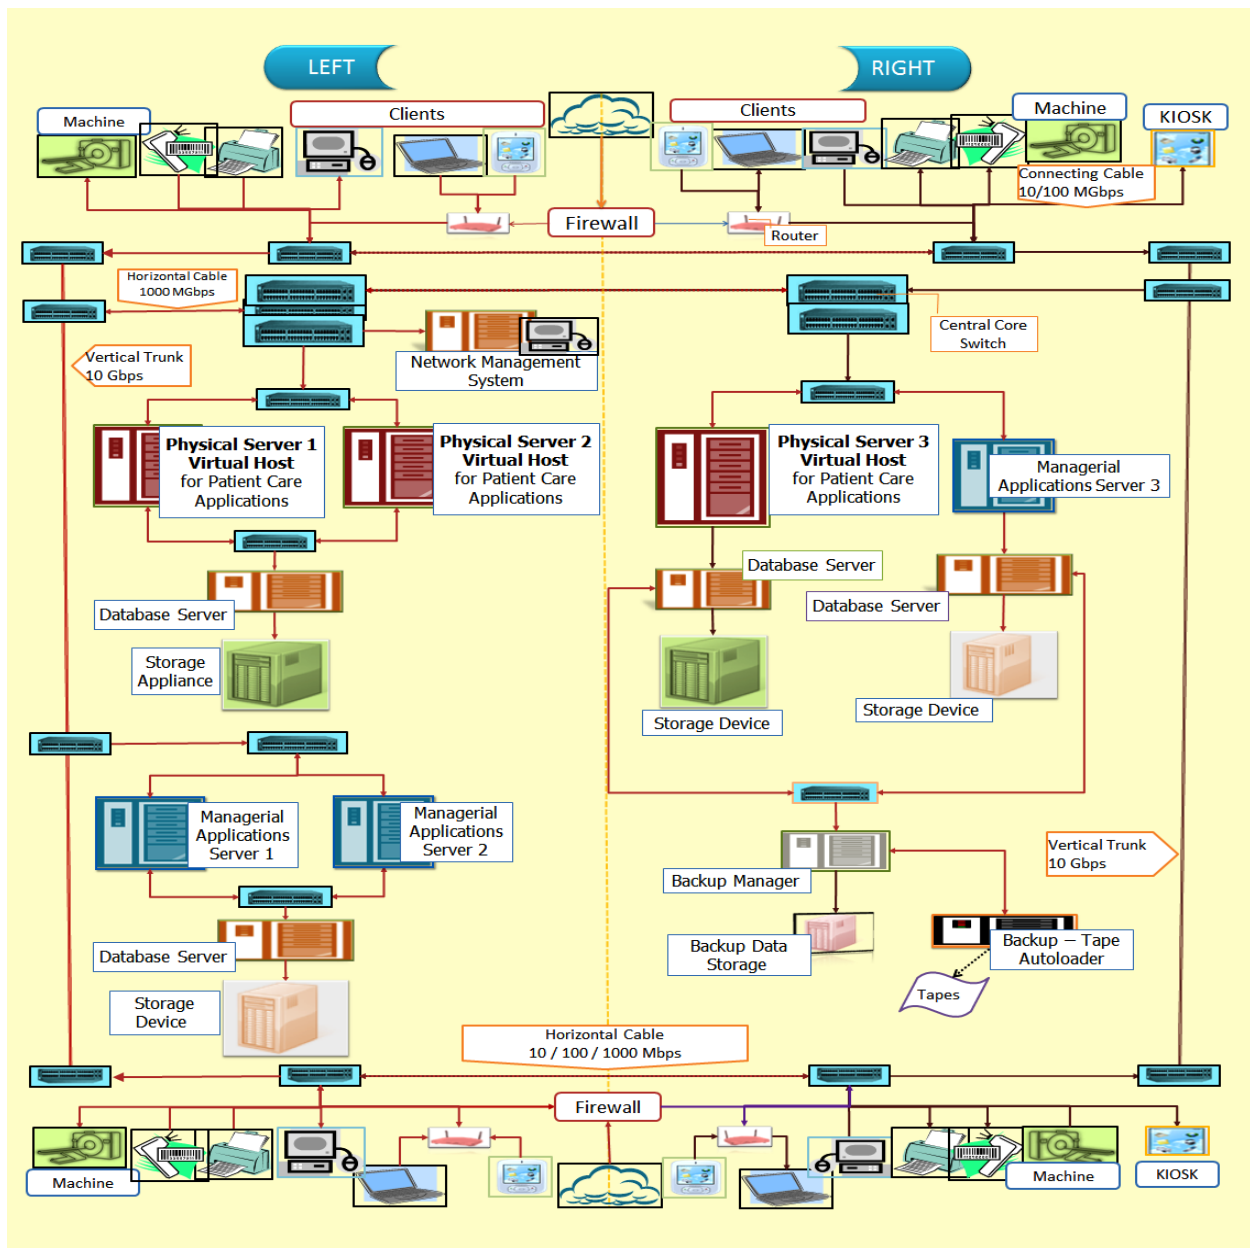 LEFT
RIGHT
Machine
Clients
Clients
Machine
KIOSK
Connecting Cable
10/100 MGbps
Firewall
Router
Horizontal Cable
1000 MGbps
Central Core
Switch
Vertical Trunk
10 Gbps
Network Management
System
Physical Server 1
Virtual Host
for Patient Care
Applications
Physical Server 2
Virtual Host
for Patient Care
Applications
Physical Server 3
Virtual Host
for Patient Care
Applications
Managerial
Applications Server 3
Database Server
Database Server
Database Server
Storage
Appliance
Storage Device
Storage Device
Managerial
Applications
Server 1
Managerial
Applications
Server 2
Vertical Trunk
10 Gbps
Backup Manager
Database Server
Backup Data
Storage
Backup – Tape
Autoloader
Tapes
Storage
Device
Horizontal Cable
10 / 100 / 1000 Mbps
Firewall
Machine
Machine
KIOSK